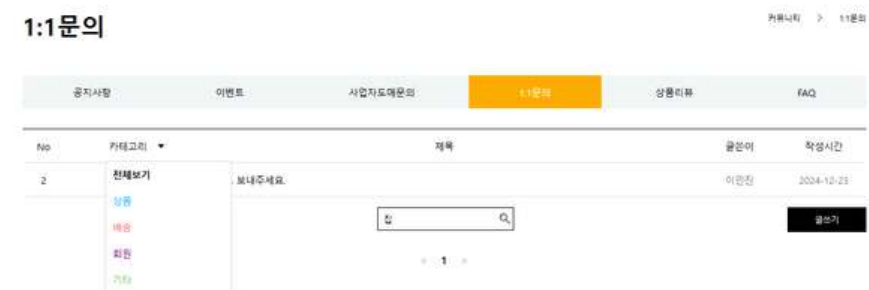 1:1문의
커뮤니티 > 1:1문의
공지사항 이벤트 사업자도매문의 1:1문의 상품리뷰 FAQ
No 카테고리 ▼ 제목 글쓴이 작성시간
2 . 보내주세요. 2024-12-23
전체보기
상품
배송
회원
기타
글쓰기
« 1 »